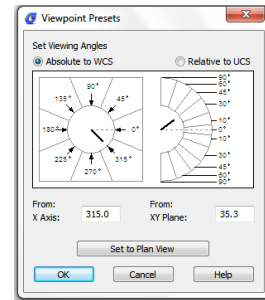 Viewpoint Presets
Set Viewing Angles
Absolute to WCS
Relative to UCS
90°
135°
45°
180°
0°
225°
315°
270°
90°
60°
45°
30°
10°
0°
10°
30°
45°
60°
90°
From:
X Axis: 315.0
From:
XY Plane: 35.3
Set to Plan View
OK
Cancel
Help